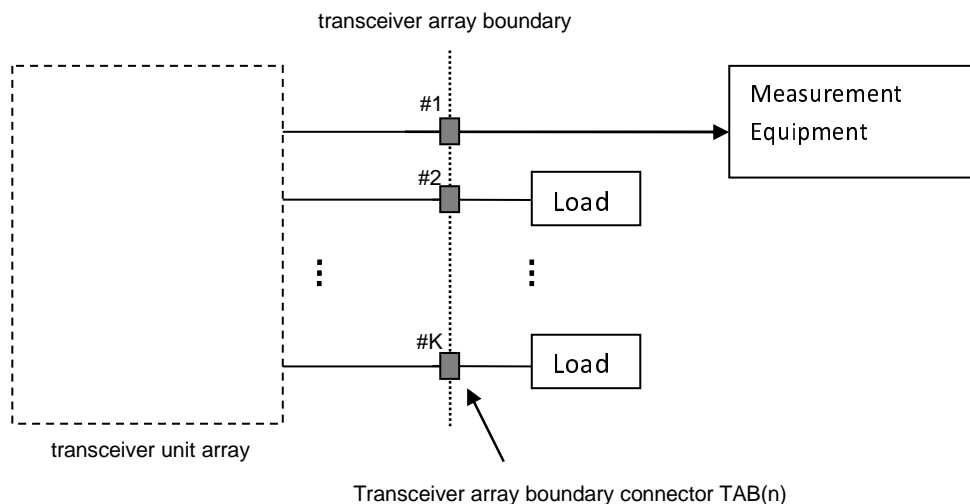 transceiver array boundary
#1
Measurement
Equipment
#2
Load
#K
Load
transceiver unit array
Transceiver array boundary connector TAB(n)